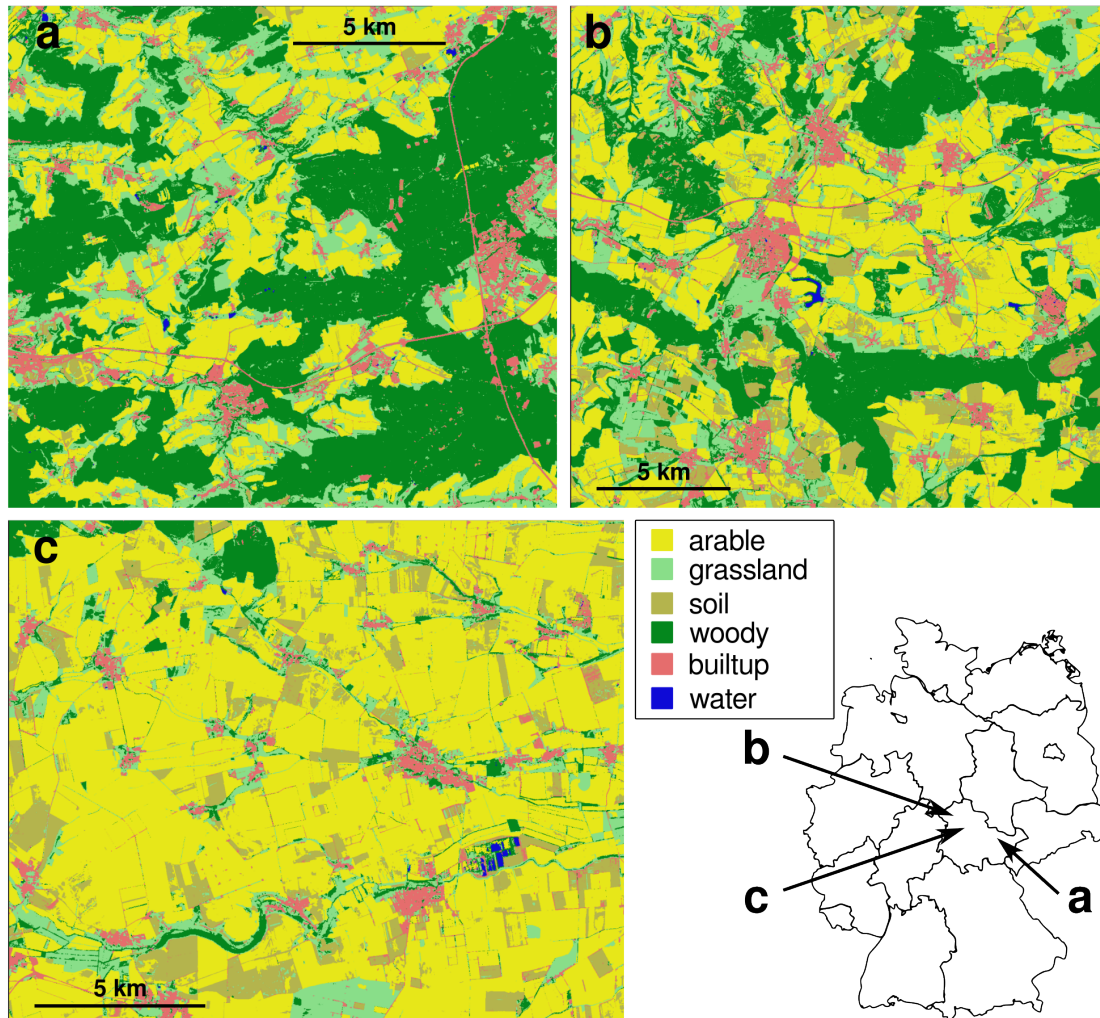 a
5 km
b
5 km
c
5 km
arable
grassland
soil
woody
builtup
water
b
c
a